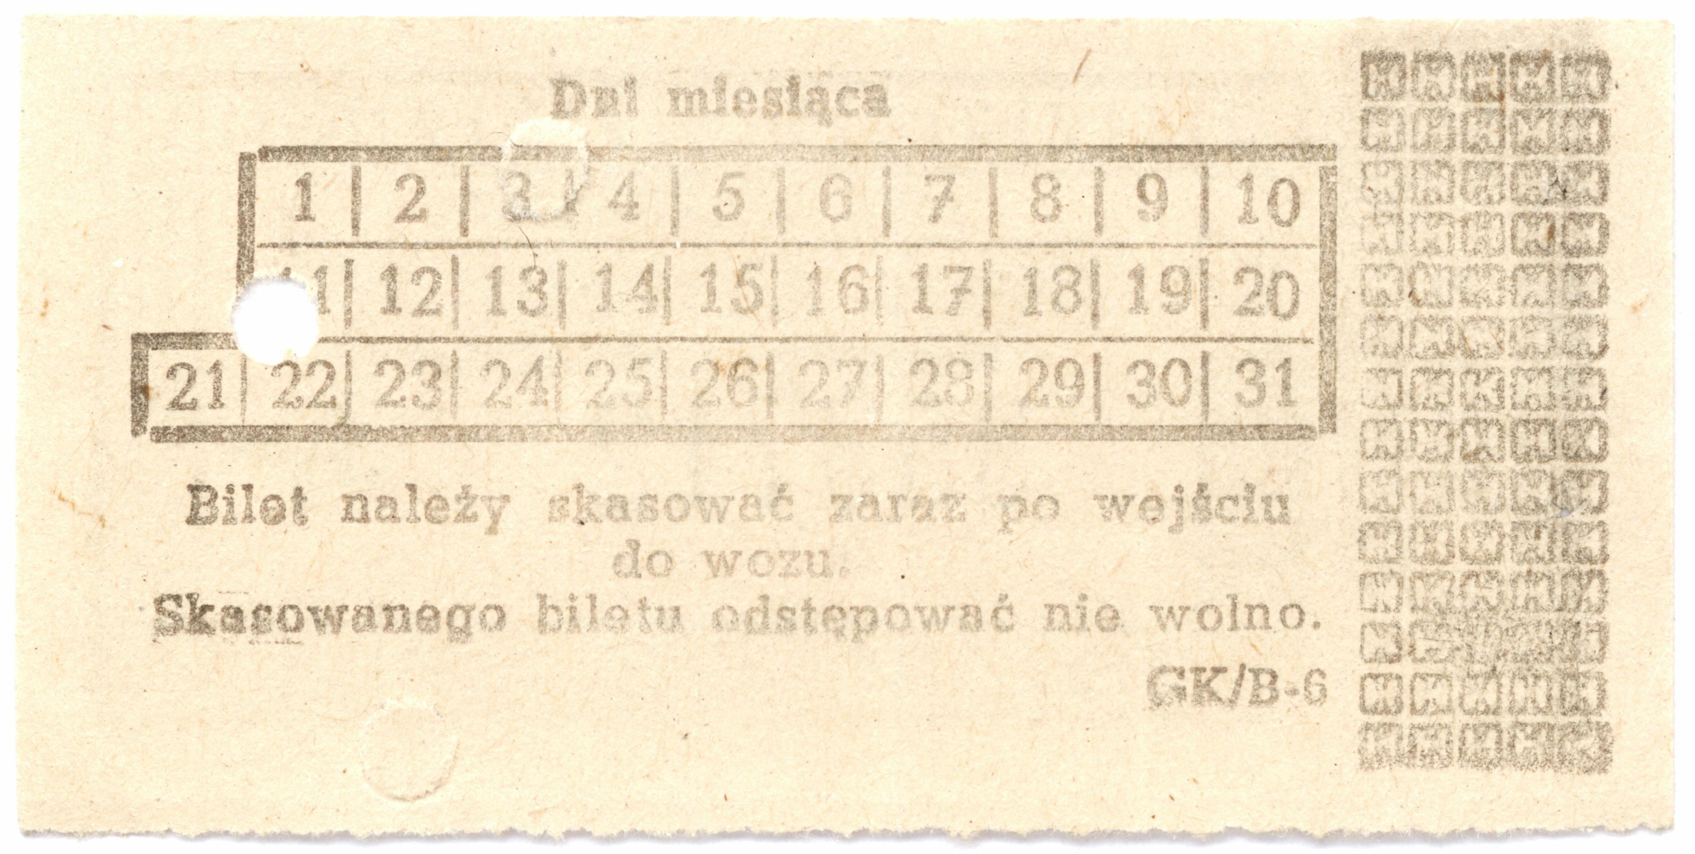 Dni miesiąca
1 2 3 4 5 6 7 8 9 10
11 12 13 14 15 16 17 18 19 20
21 22 23 24 25 26 27 28 29 30 31
Bilet należy skasować zaraz po wejściu
do wozu.
Skasowanego biletu odstępować nie wolno.
GK/B-6